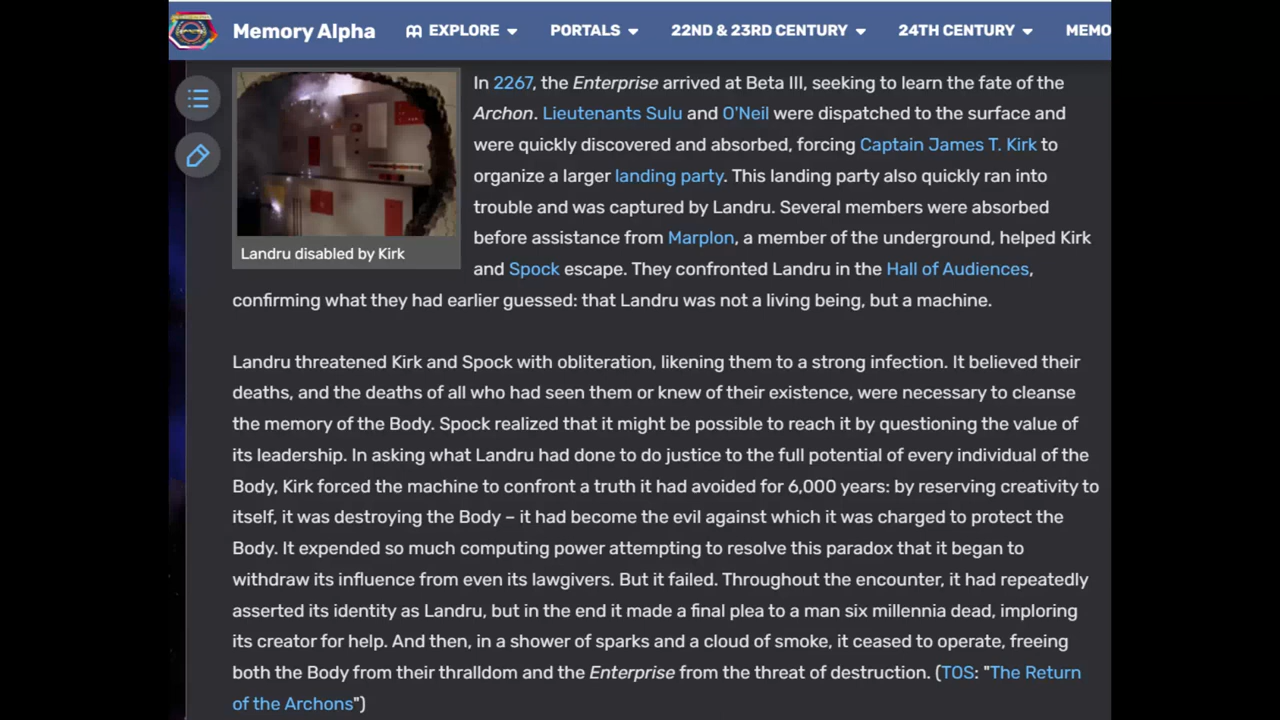 Memory Alpha EXPLORE PORTALS 22ND & 23RD CENTURY 24TH CENTURY MEMO
In 2267, the Enterprise arrived at Beta III, seeking to learn the fate of the
Archon. Lieutenants Sulu and O'Neil were dispatched to the surface and
were quickly discovered and absorbed, forcing Captain James T. Kirk to
organize a larger landing party. This landing party also quickly ran into
trouble and was captured by Landru. Several members were absorbed
before assistance from Marplon, a member of the underground, helped Kirk
Landru disabled by Kirk
and Spock escape. They confronted Landru in the Hall of Audiences,
confirming what they had earlier guessed: that Landru was not a living being, but a machine.
Landru threatened Kirk and Spock with obliteration, likening them to a strong infection. It believed their
deaths, and the deaths of all who had seen them or knew of their existence, were necessary to cleanse
the memory of the Body. Spock realized that it might be possible to reach it by questioning the value of
its leadership. In asking what Landru had done to do justice to the full potential of every individual of the
Body, Kirk forced the machine to confront a truth it had avoided for 6,000 years: by reserving creativity to
itself, it was destroying the Body – it had become the evil against which it was charged to protect the
Body. It expended so much computing power attempting to resolve this paradox that it began to
withdraw its influence from even its lawgivers. But it failed. Throughout the encounter, it had repeatedly
asserted its identity as Landru, but in the end it made a final plea to a man six millennia dead, imploring
its creator for help. And then, in a shower of sparks and a cloud of smoke, it ceased to operate, freeing
both the Body from their thralldom and the Enterprise from the threat of destruction. (TOS: "The Return
of the Archons")